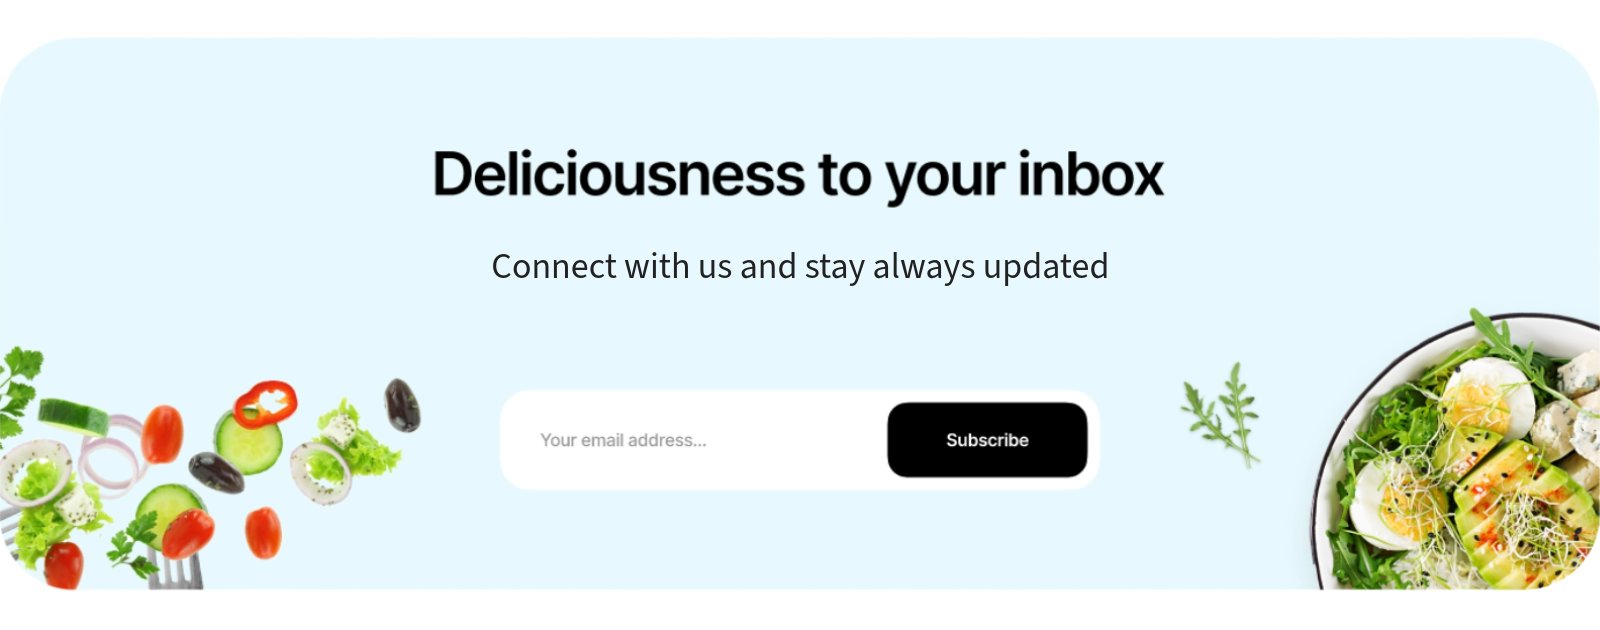 Deliciousness to your inbox
Connect with us and stay always updated
Your email address...
Subscribe